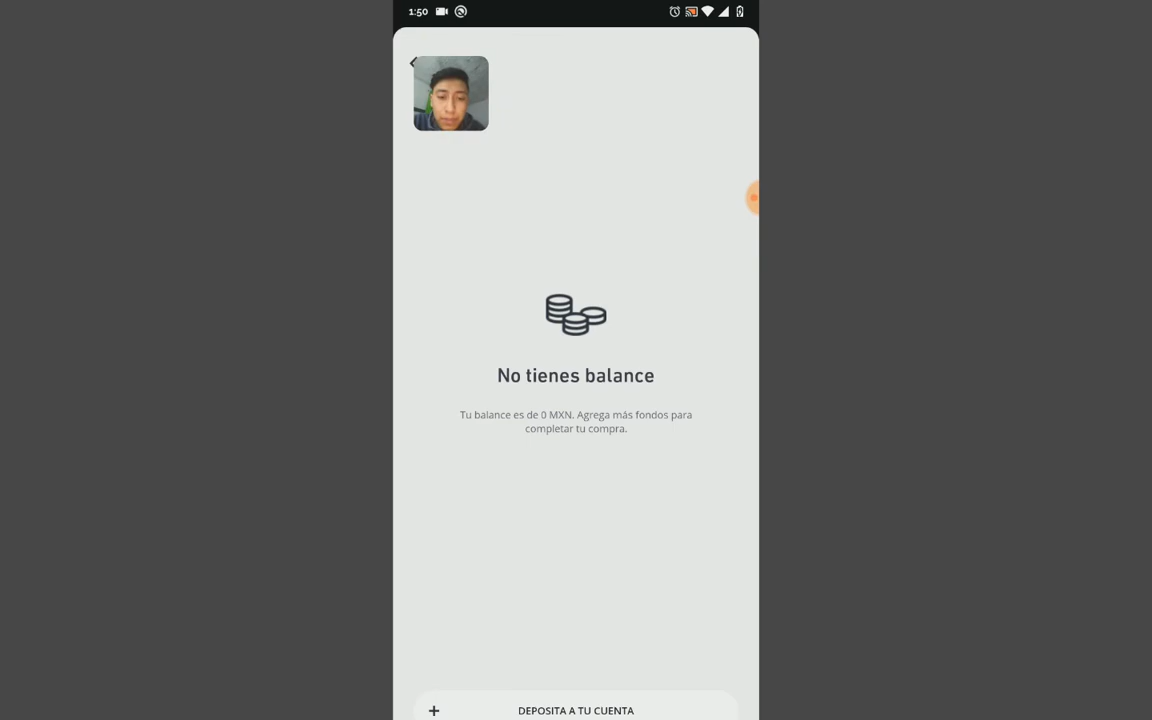 1:50
No tienes balance
Tu balance es de 0 MXN. Agrega más fondos para
completar tu compra.
+ DEPOSITA A TU CUENTA